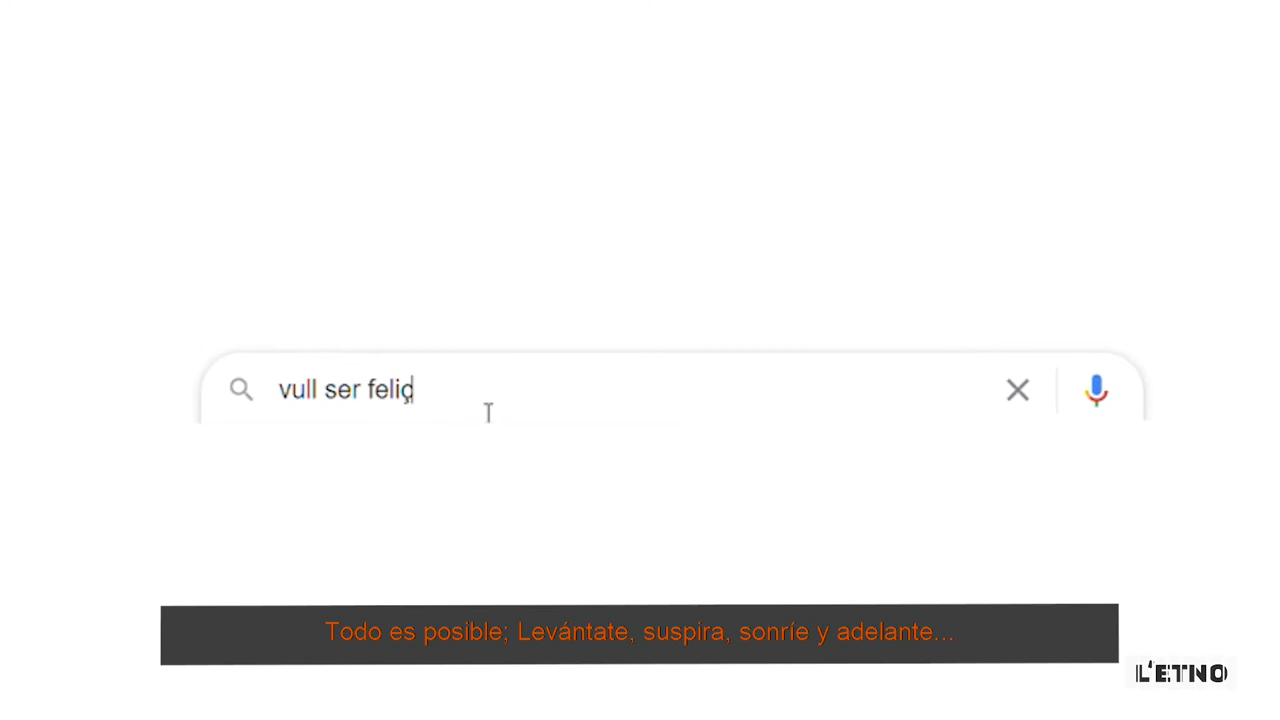 vull ser feliç
Todo es posible; Levántate, suspira, sonríe y adelante...
L'ETNO